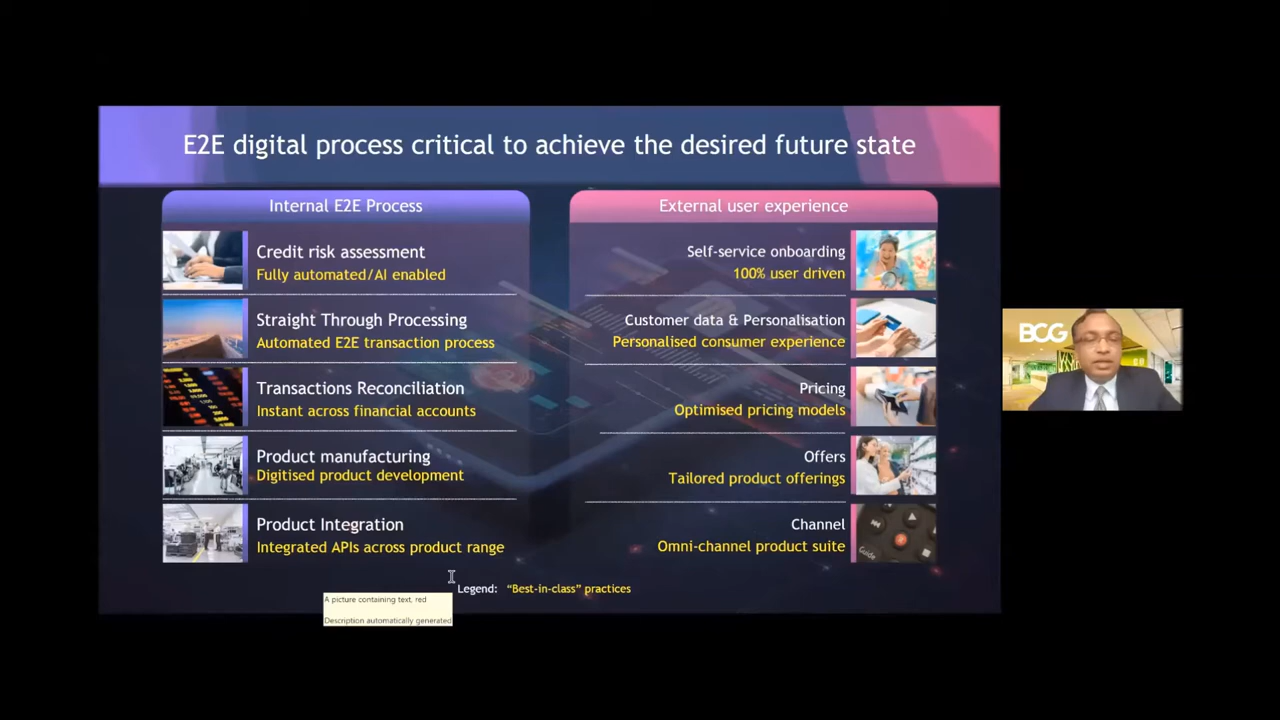 E2E digital process critical to achieve the desired future state
Internal E2E Process
Credit risk assessment
Fully automated/AI enabled
Straight Through Processing
Automated E2E transaction process
Transactions Reconciliation
Instant across financial accounts
Product manufacturing
Digitised product development
Product Integration
Integrated APIs across product range
External user experience
Self-service onboarding
100% user driven
Customer data & Personalisation
Personalised consumer experience
Pricing
Optimised pricing models
Offers
Tailored product offerings
Channel
Omni-channel product suite
Guide
Legend: "Best-in-class" practices
A picture containing text, red
Description automatically generated
BCG